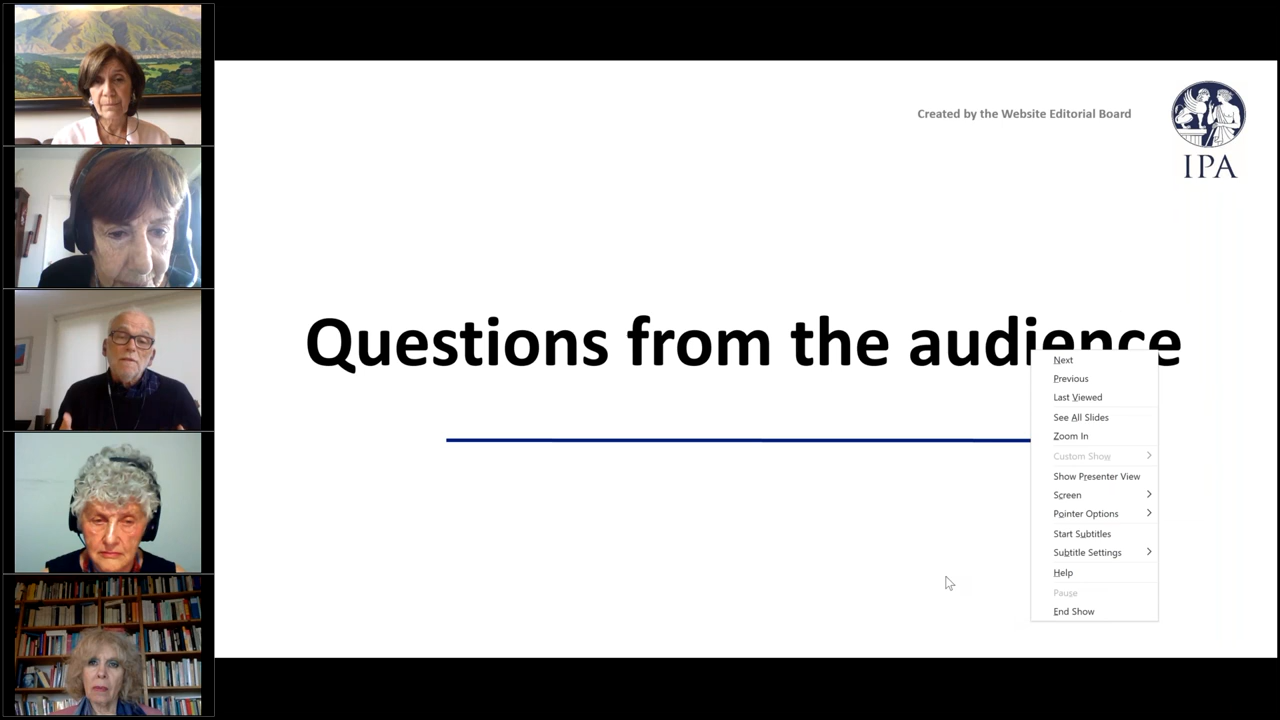 Created by the Website Editorial Board
IPA
Questions from the audience
Next
Previous
Last Viewed
See All Slides
Zoom In
Custom Show
Show Presenter View
Screen
Pointer Options
Start Subtitles
Subtitle Settings
Help
Pause
End Show